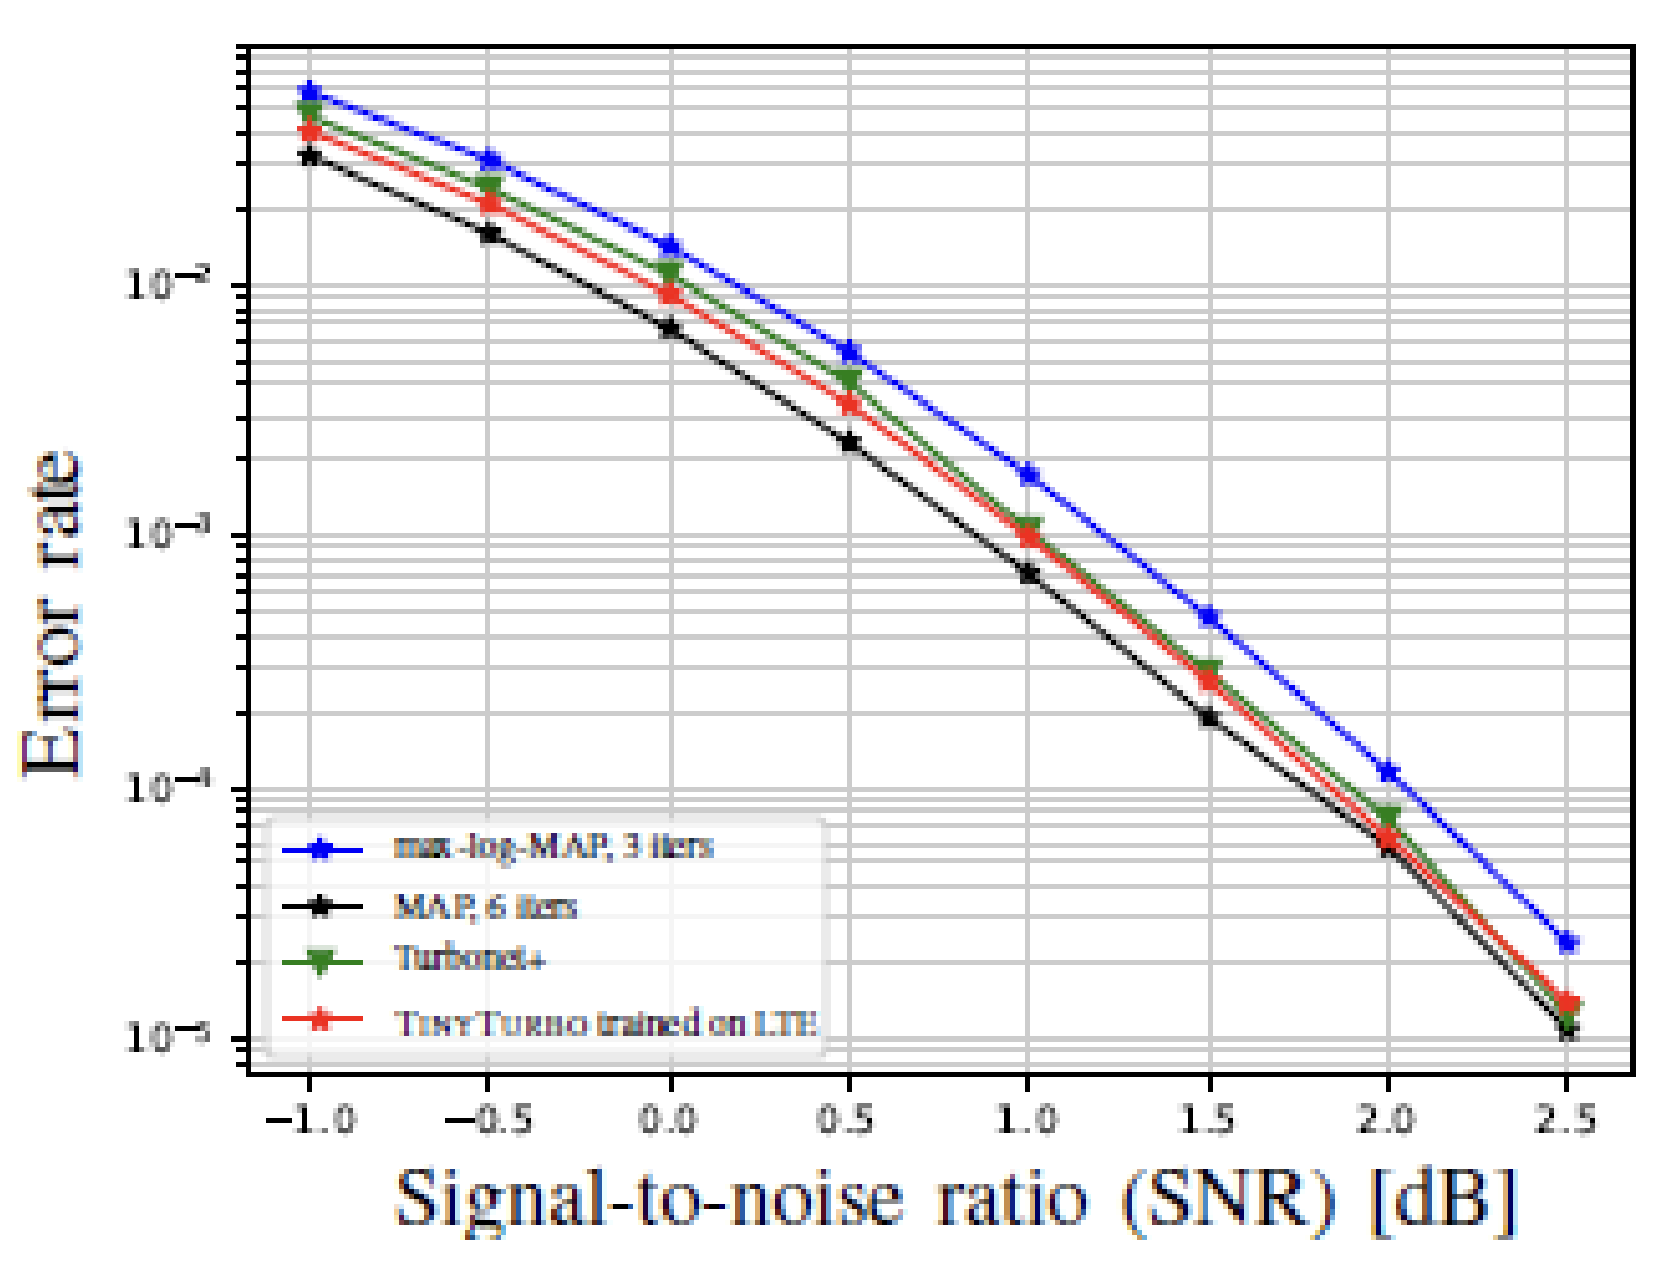 Error rate
10⁻²
10⁻³
10⁻⁴
10⁻⁵
max-log-MAP, 3 iters
MAP, 6 iters
Turbonet+
TINYTURBO trained on LTE
−1.0 −0.5 0.0 0.5 1.0 1.5 2.0 2.5
Signal-to-noise ratio (SNR) [dB]